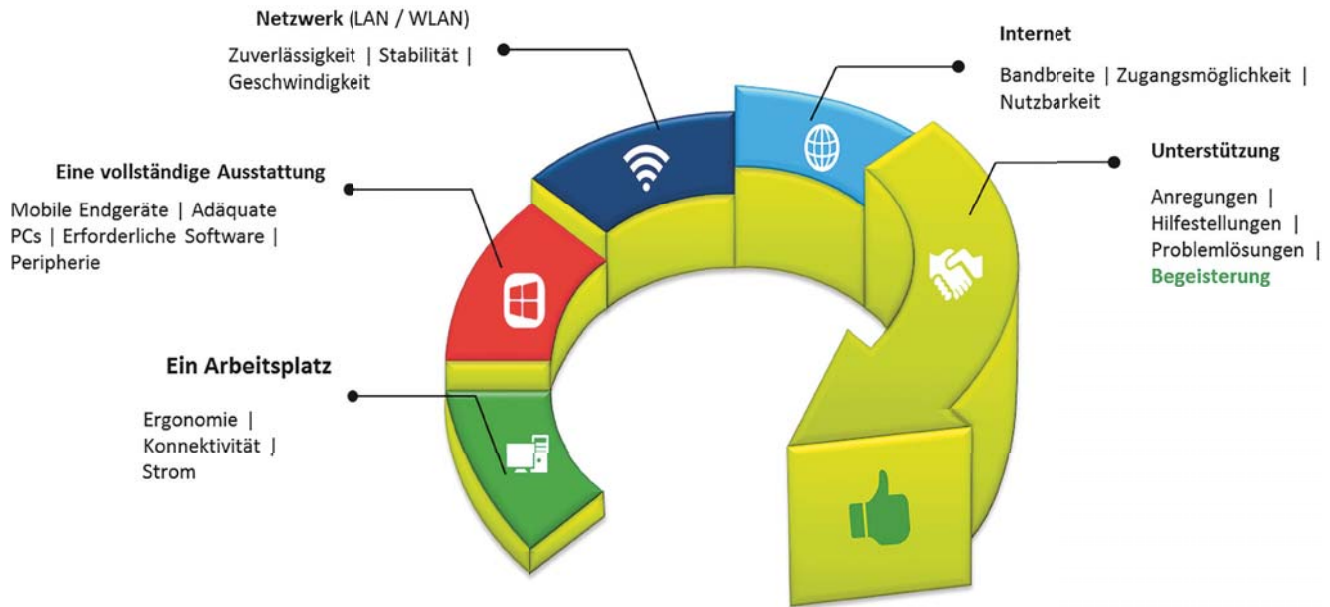 Netzwerk (LAN / WLAN)
Zuverlässigkeit | Stabilität |
Geschwindigkeit
Internet
Bandbreite | Zugangsmöglichkeit |
Nutzbarkeit
Eine vollständige Ausstattung
Mobile Endgeräte | Adäquate
PCs | Erforderliche Software |
Peripherie
Unterstützung
Anregungen |
Hilfestellungen |
Problemlösungen |
Begeisterung
Ein Arbeitsplatz
Ergonomie |
Konnektivität |
Strom